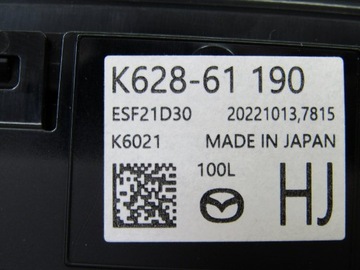 K628-61 190
ESF21D30 20221013,7815
K6021 MADE IN JAPAN
100L
HJ